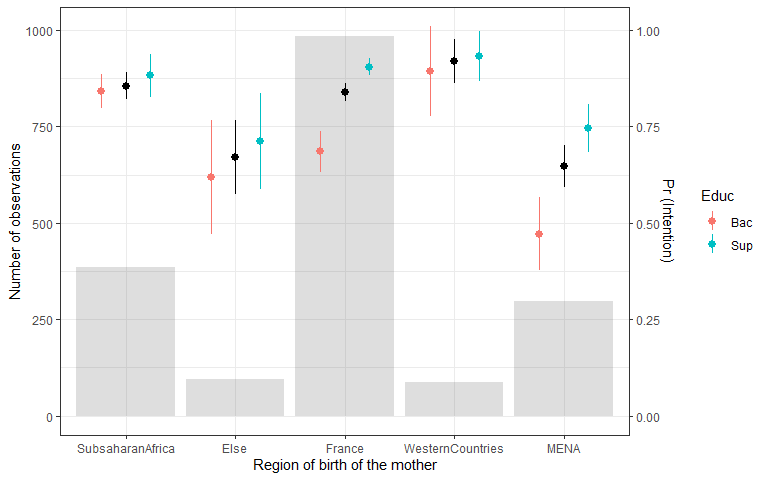 1000
750
500
250
0
Number of observations
1.00
0.75
0.50
0.25
0.00
Pr (Intention)
SubsaharanAfrica
Else
France
WesternCountries
MENA
Region of birth of the mother
Educ
Bac
Sup